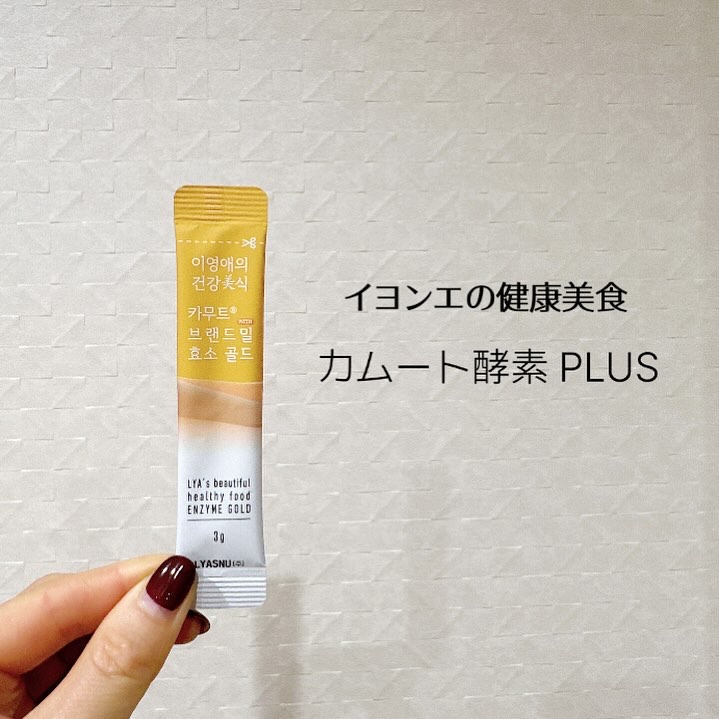 이영애의
건강美식
카무트®
브랜드밀
효소 골드
LYA's beautiful
healthy food
ENZYME GOLD
3g
LYASNU(주)
イヨンエの健康美食
カムート酵素 PLUS